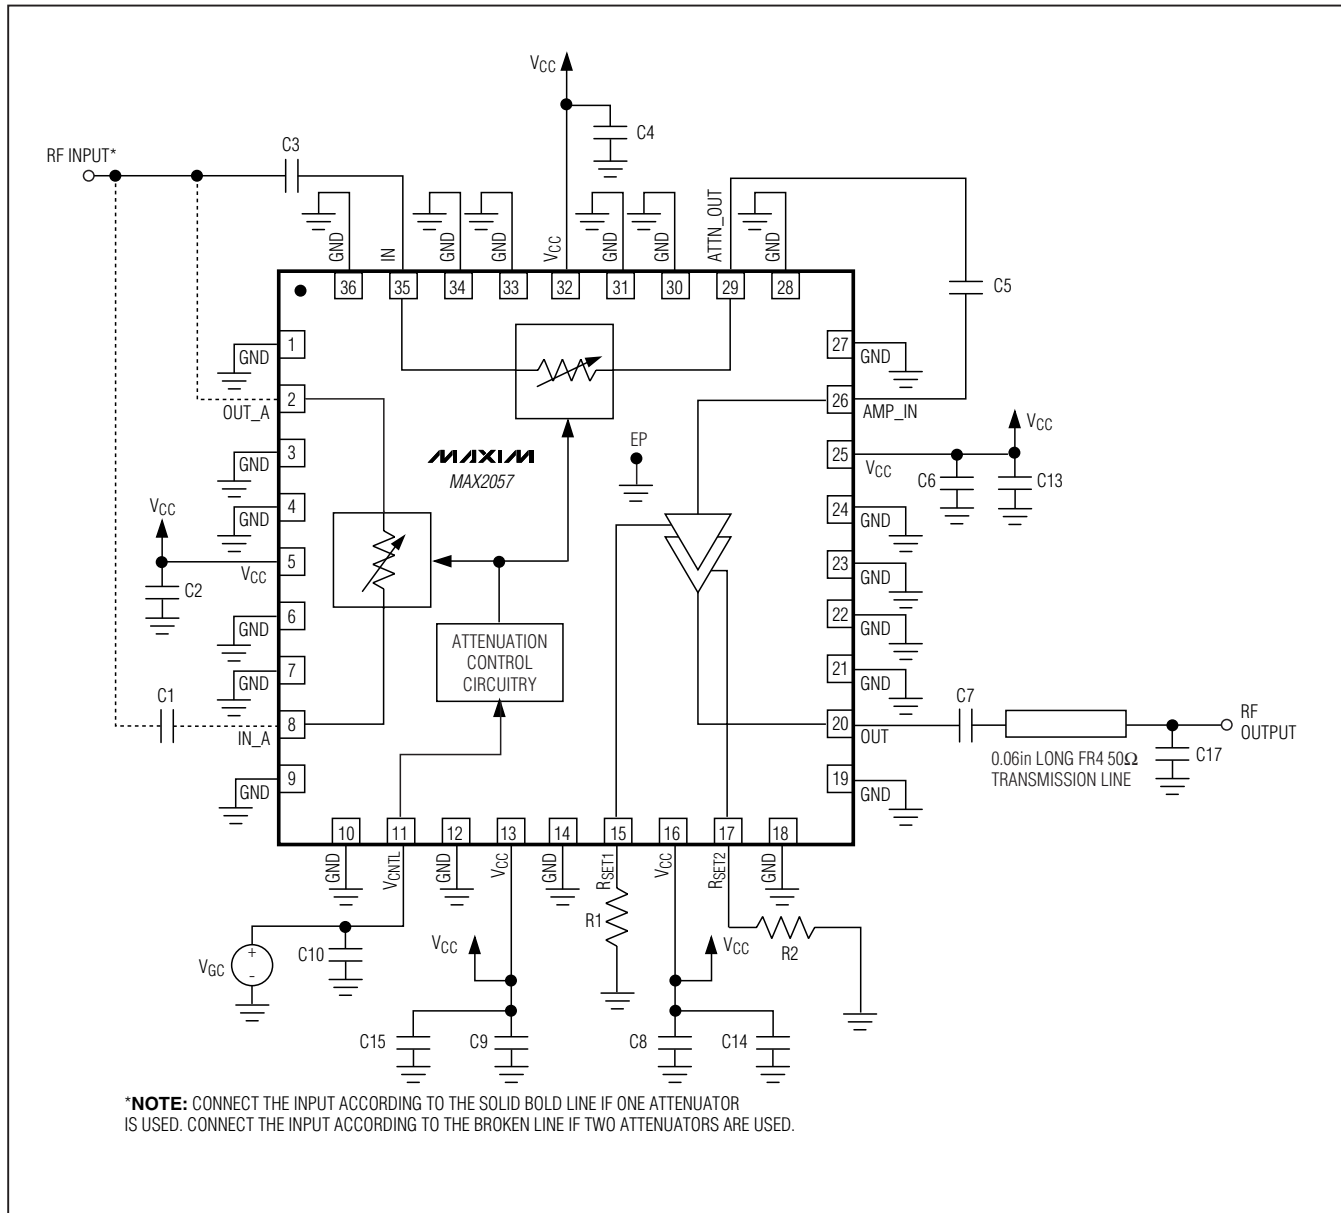 VCC
C4
C3
RF INPUT*
GND
IN
GND
GND
VCC
GND
GND
ATTN_OUT
GND
36
35
34
33
32
31
30
29
28
C5
1
GND
27
GND
2
OUT_A
26
AMP_IN
VCC
3
GND
MAXIM
MAX2057
EP
25
VCC
C6
C13
4
GND
24
GND
VCC
5
VCC
C2
23
GND
6
GND
22
GND
ATTENUATION
CONTROL
CIRCUITRY
7
GND
21
GND
C1
8
IN_A
20
OUT
C7
RF
OUTPUT
0.06in LONG FR4 50Ω
TRANSMISSION LINE
C17
9
GND
19
GND
10
11
12
13
14
15
16
17
18
GND
VCNTL
GND
VCC
GND
RSET1
VCC
RSET2
GND
R1
R2
VGC
+
-
C10
VCC
VCC
C15
C9
C8
C14
*NOTE: CONNECT THE INPUT ACCORDING TO THE SOLID BOLD LINE IF ONE ATTENUATOR
IS USED. CONNECT THE INPUT ACCORDING TO THE BROKEN LINE IF TWO ATTENUATORS ARE USED.